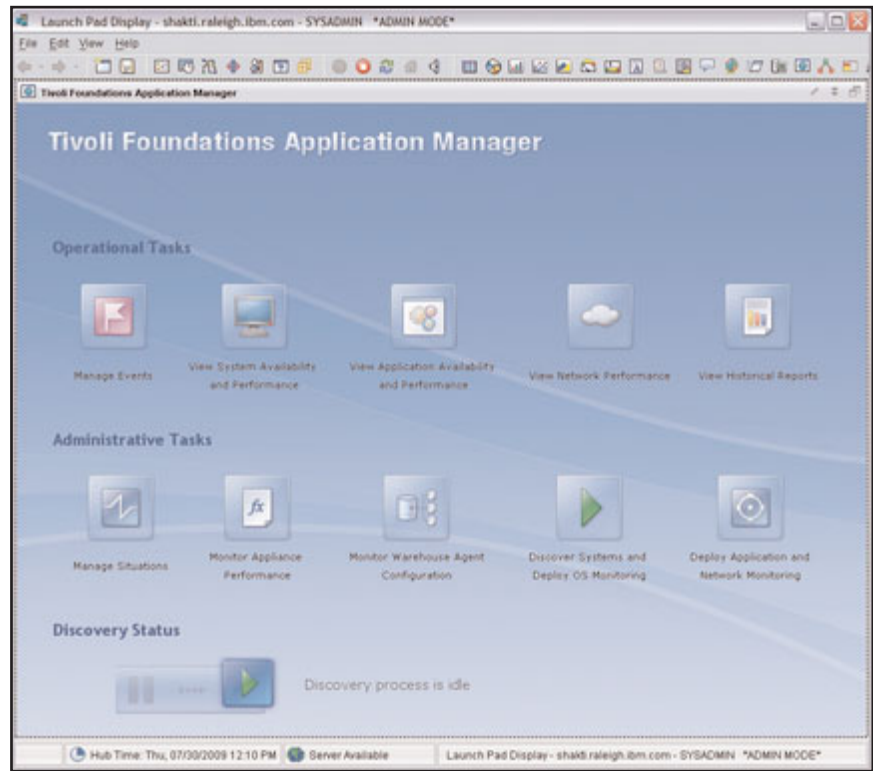 Launch Pad Display - shakti.raleigh.ibm.com - SYSADMIN *ADMIN MODE*
File Edit View Help
Tivoli Foundations Application Manager
Tivoli Foundations Application Manager
Operational Tasks
Manage Events
View System Availability
and Performance
View Application Availability
and Performance
View Network Performance
View Historical Reports
Administrative Tasks
Manage Situations
fx
Monitor Appliance
Performance
Monitor Warehouse Agent
Configuration
Discover Systems and
Deploy OS Monitoring
Deploy Application and
Network Monitoring
Discovery Status
Discovery process is idle
Hub Time: Thu, 07/30/2009 12:10 PM
Server Available
Launch Pad Display - shakti.raleigh.ibm.com - SYSADMIN *ADMIN MODE*